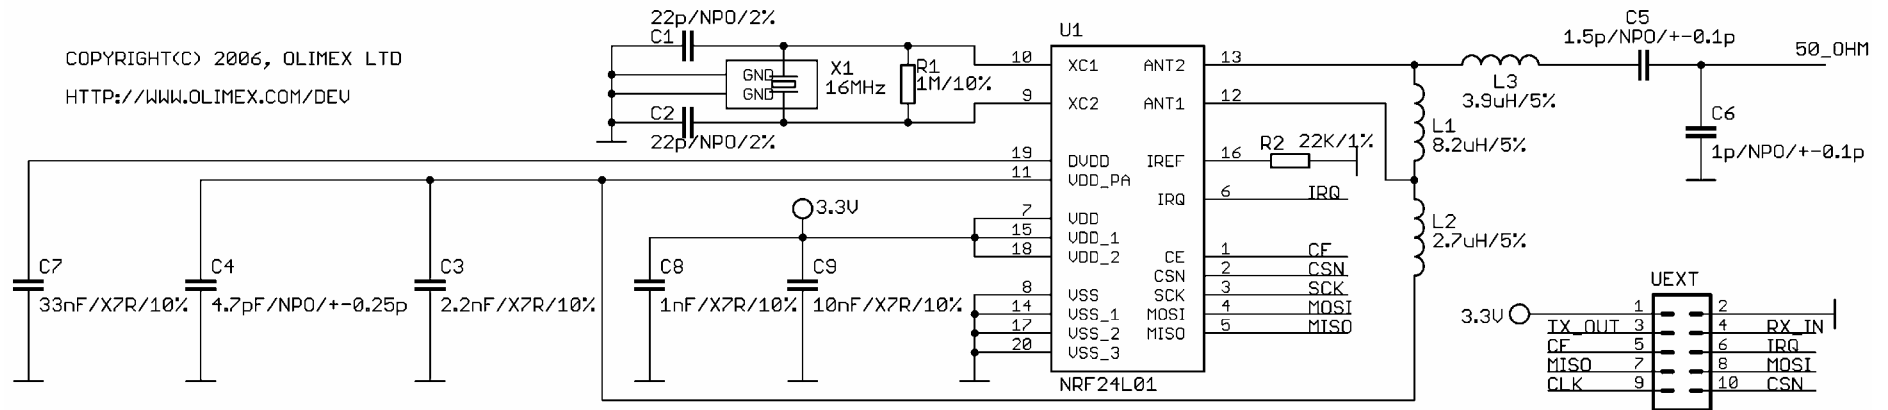 COPYRIGHT(C) 2006, OLIMEX LTD
HTTP://WWW.OLIMEX.COM/DEV
22p/NPO/2%
C1
GND
GND
X1
16MHz
R1
1M/10%
C2
22p/NPO/2%
U1
10 XC1
9 XC2
19 DVDD
11 VDD_PA
7 VDD
15 VDD_1
18 VDD_2
8 VSS
14 VSS_1
17 VSS_2
20 VSS_3
ANT2 13
ANT1 12
IREF 16
IRQ 6 IRQ
CE 1 CF
CSN 2 CSN
SCK 3 SCK
MOSI 4 MOSI
MISO 5 MISO
NRF24L01
R2 22K/1%
C5
1.5p/NPO/+-0.1p
50_OHM
L3
3.9uH/5%
L1
8.2uH/5%
C6
1p/NPO/+-0.1p
L2
2.7uH/5%
3.3V
C7
33nF/X7R/10%
C4
4.7pF/NPO/+-0.25p
C3
2.2nF/X7R/10%
C8
1nF/X7R/10%
C9
10nF/X7R/10%
UEXT
3.3V 1 2
TX_OUT 3 4 RX_IN
CF 5 6 IRQ
MISO 7 8 MOSI
CLK 9 10 CSN